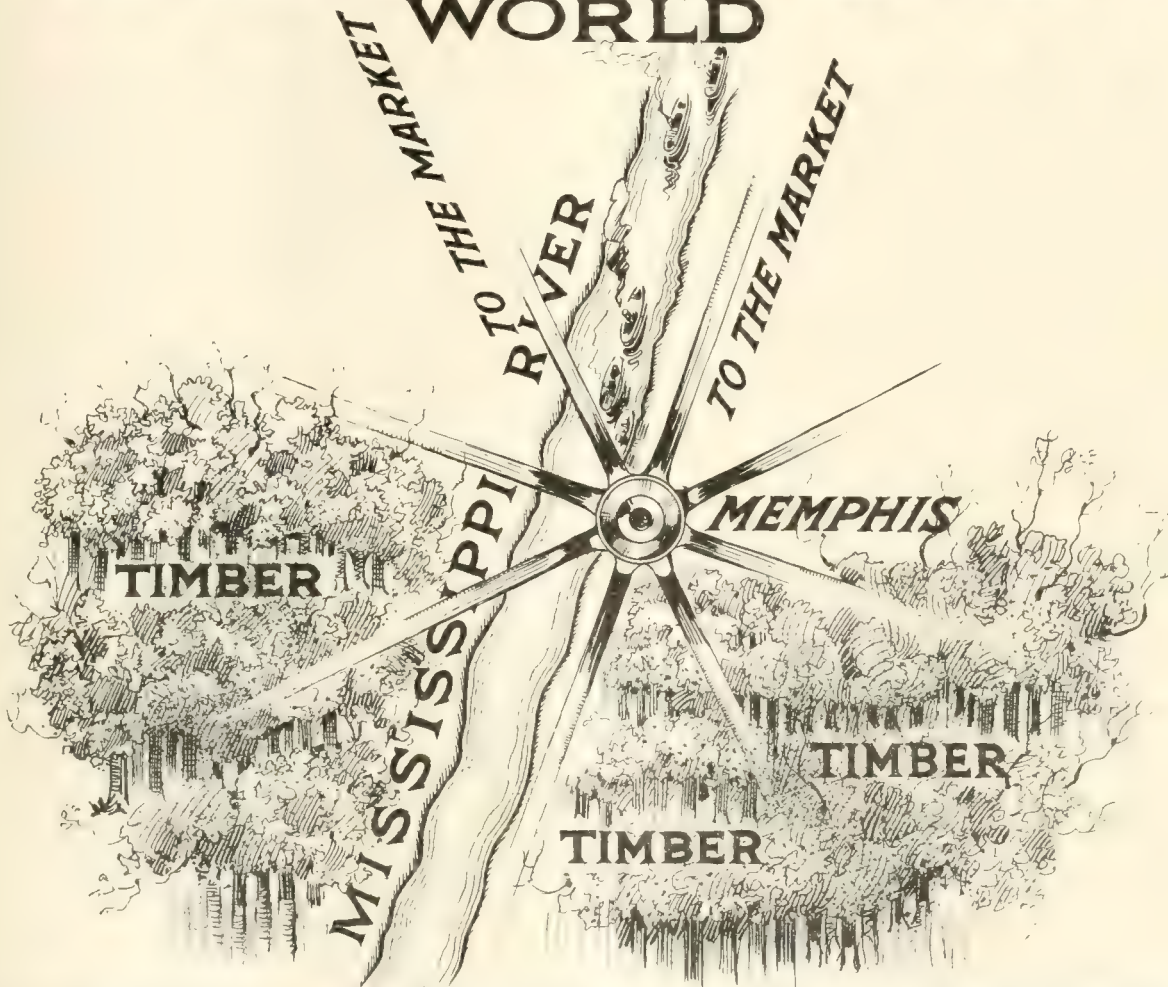 WORLD
TO THE MARKET
MISSISSIPPI RIVER
TO THE MARKET
MEMPHIS
TIMBER
TIMBER
TIMBER